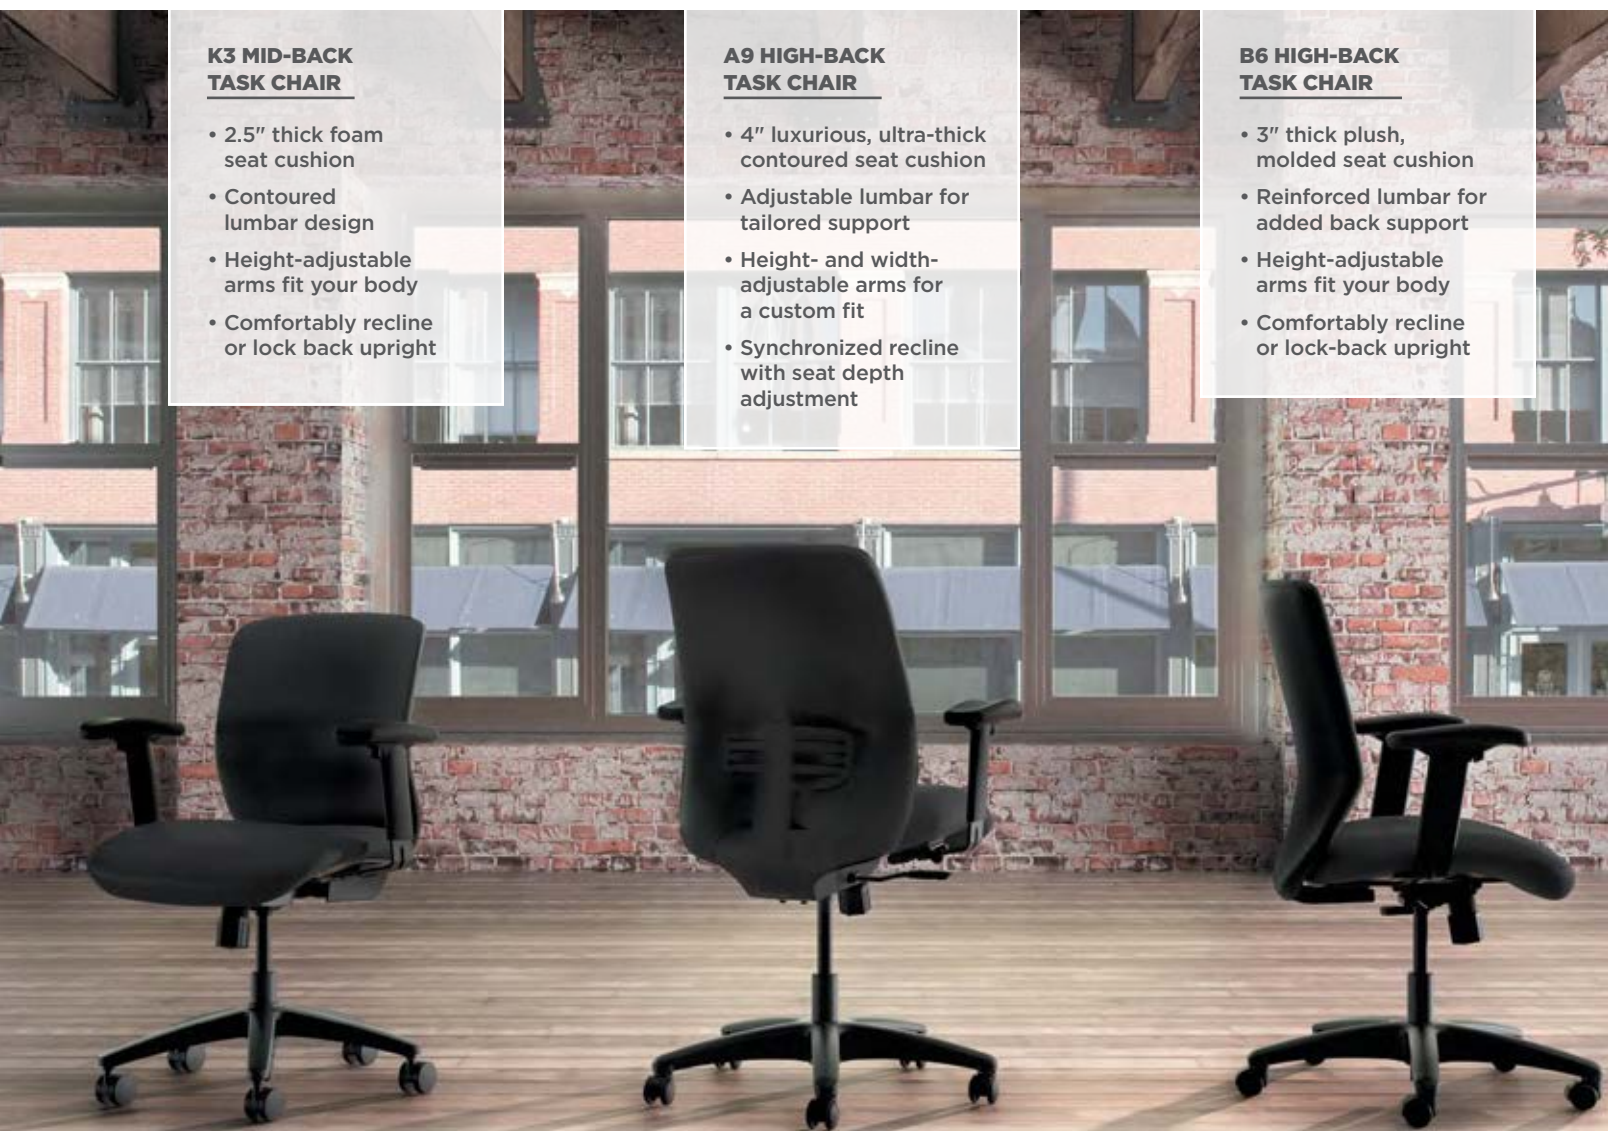 K3 MID-BACK
TASK CHAIR
• 2.5" thick foam
seat cushion
• Contoured
lumbar design
• Height-adjustable
arms fit your body
• Comfortably recline
or lock back upright
A9 HIGH-BACK
TASK CHAIR
• 4" luxurious, ultra-thick
contoured seat cushion
• Adjustable lumbar for
tailored support
• Height- and width-
adjustable arms for
a custom fit
• Synchronized recline
with seat depth
adjustment
B6 HIGH-BACK
TASK CHAIR
• 3" thick plush,
molded seat cushion
• Reinforced lumbar for
added back support
• Height-adjustable
arms fit your body
• Comfortably recline
or lock-back upright